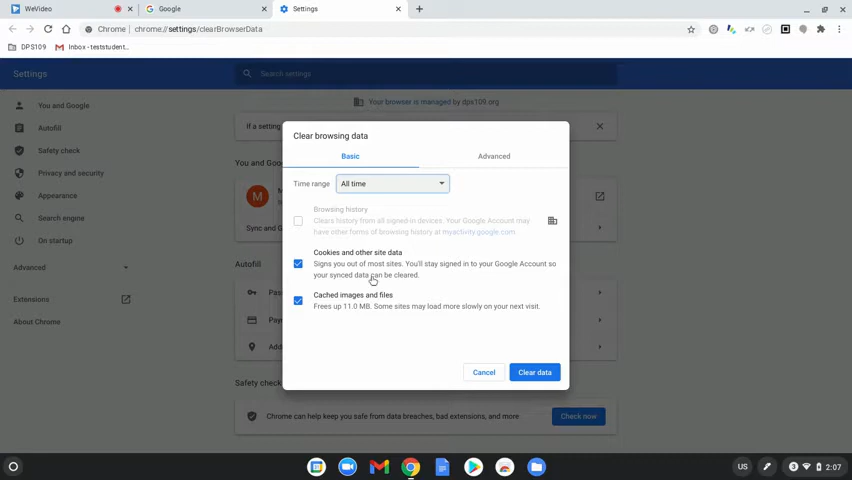 WeVideo
Google
Settings
Chrome | chrome://settings/clearBrowserData
DPS109
Inbox - teststudent...
Settings
Search settings
You and Google
Autofill
Safety check
Privacy and security
Appearance
Search engine
On startup
Advanced
Extensions
About Chrome
Your browser is managed by dps109.org
If a setting
You and Goog
M
Sync and G
Autofill
Pas
Pay
Add
Safety check
Chrome can help keep you safe from data breaches, bad extensions, and more
Check now
Clear browsing data
Basic
Advanced
Time range
All time
Browsing history
Clears history from all signed-in devices. Your Google Account may
have other forms of browsing history at myactivity.google.com.
Cookies and other site data
Signs you out of most sites. You'll stay signed in to your Google Account so
your synced data can be cleared.
Cached images and files
Frees up 11.0 MB. Some sites may load more slowly on your next visit.
Cancel
Clear data
US
3
2:07